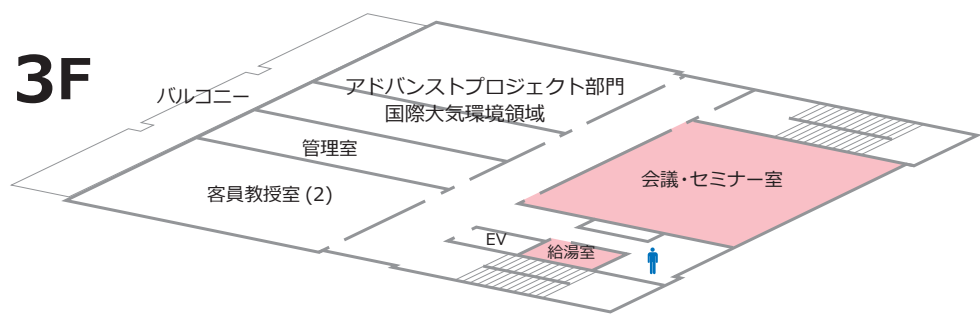 3F
バルコニー
アドバンストプロジェクト部門
国際大気環境領域
管理室
客員教授室 (2)
会議・セミナー室
EV
給湯室